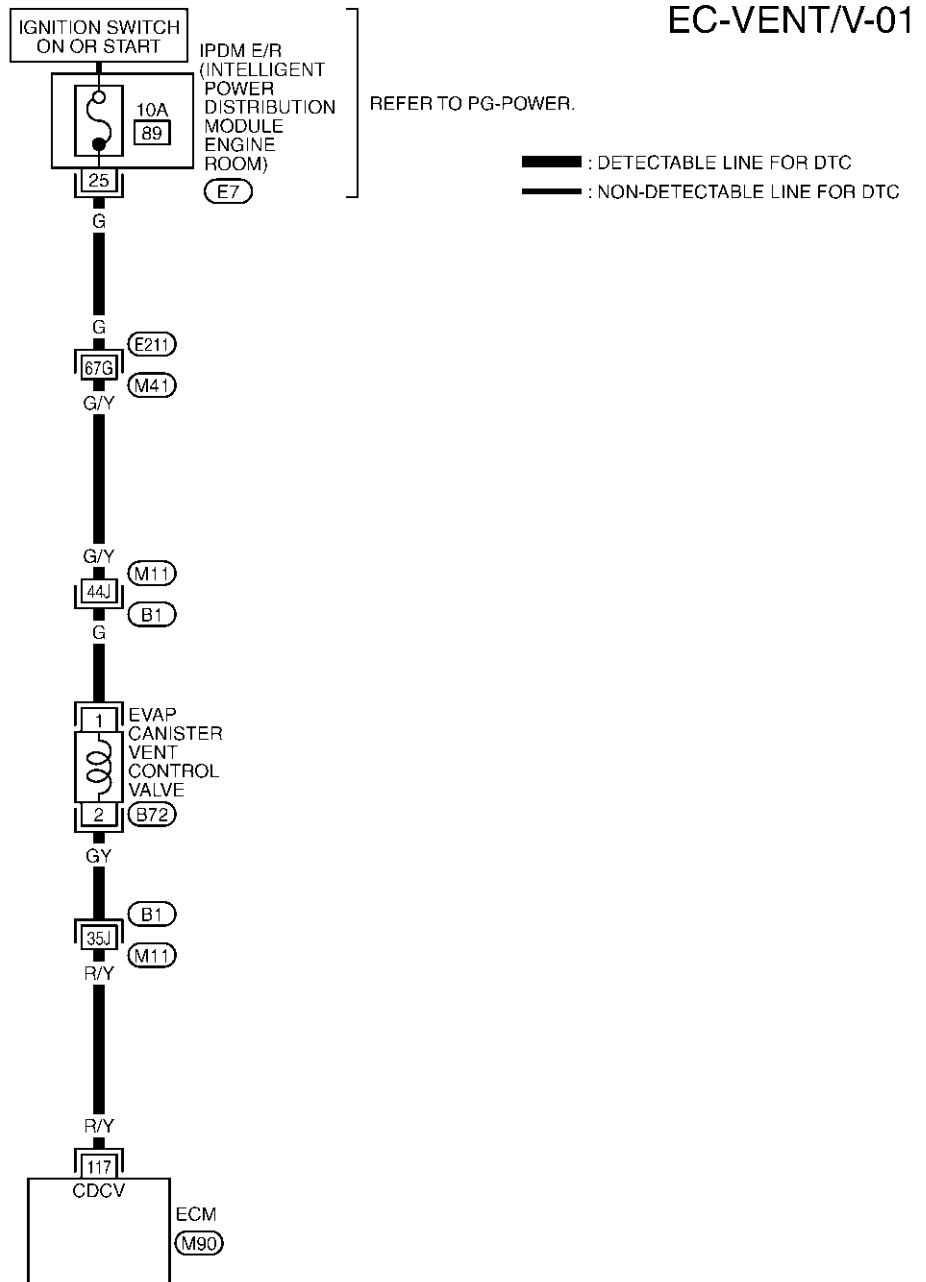 EC-VENT/V-01
IGNITION SWITCH
ON OR START
IPDM E/R
(INTELLIGENT
POWER
DISTRIBUTION
MODULE
ENGINE
ROOM)
10A
89
REFER TO PG-POWER.
: DETECTABLE LINE FOR DTC
: NON-DETECTABLE LINE FOR DTC
25
E7
G
G
E211
67G
M41
G/Y
G/Y
M11
44J
B1
G
1
EVAP
CANISTER
VENT
CONTROL
VALVE
2
B72
GY
B1
35J
M11
R/Y
R/Y
117
CDCV
ECM
M90